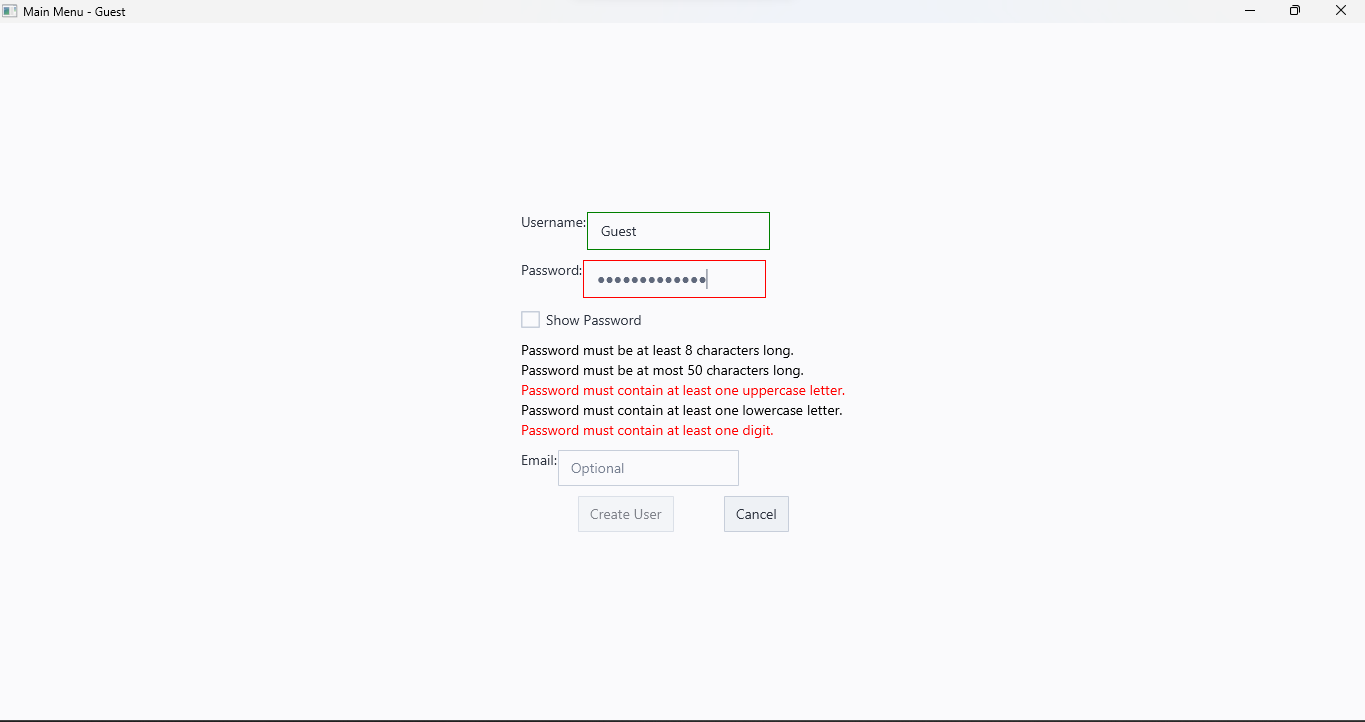 Main Menu - Guest
Username: Guest
Password: •••••••••••••
Show Password
Password must be at least 8 characters long.
Password must be at most 50 characters long.
Password must contain at least one uppercase letter.
Password must contain at least one lowercase letter.
Password must contain at least one digit.
Email: Optional
Create User Cancel